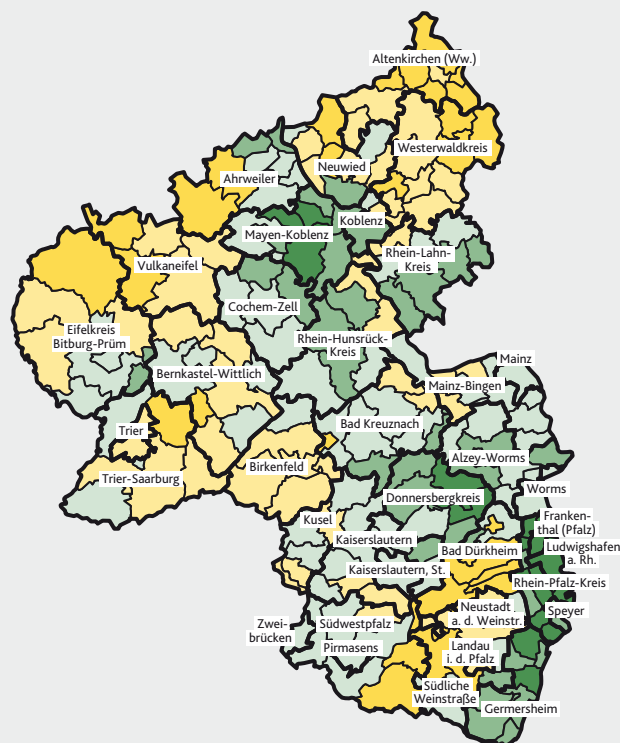 Altenkirchen (Ww.)
Westerwaldkreis
Neuwied
Ahrweiler
Koblenz
Mayen-Koblenz
Rhein-Lahn-
Kreis
Vulkaneifel
Cochem-Zell
Eifelkreis
Bitburg-Prüm
Rhein-Hunsrück-
Kreis
Mainz
Bernkastel-Wittlich
Mainz-Bingen
Bad Kreuznach
Trier
Alzey-Worms
Birkenfeld
Trier-Saarburg
Worms
Donnersbergkreis
Kusel
Franken-
thal (Pfalz)
Kaiserslautern
Ludwigshafen
a. Rh.
Bad Dürkheim
Kaiserslautern, St.
Rhein-Pfalz-Kreis
Neustadt
a. d. Weinstr.
Speyer
Zwei-
brücken
Südwestpfalz
Pirmasens
Landau
i. d. Pfalz
Südliche
Weinstraße
Germersheim